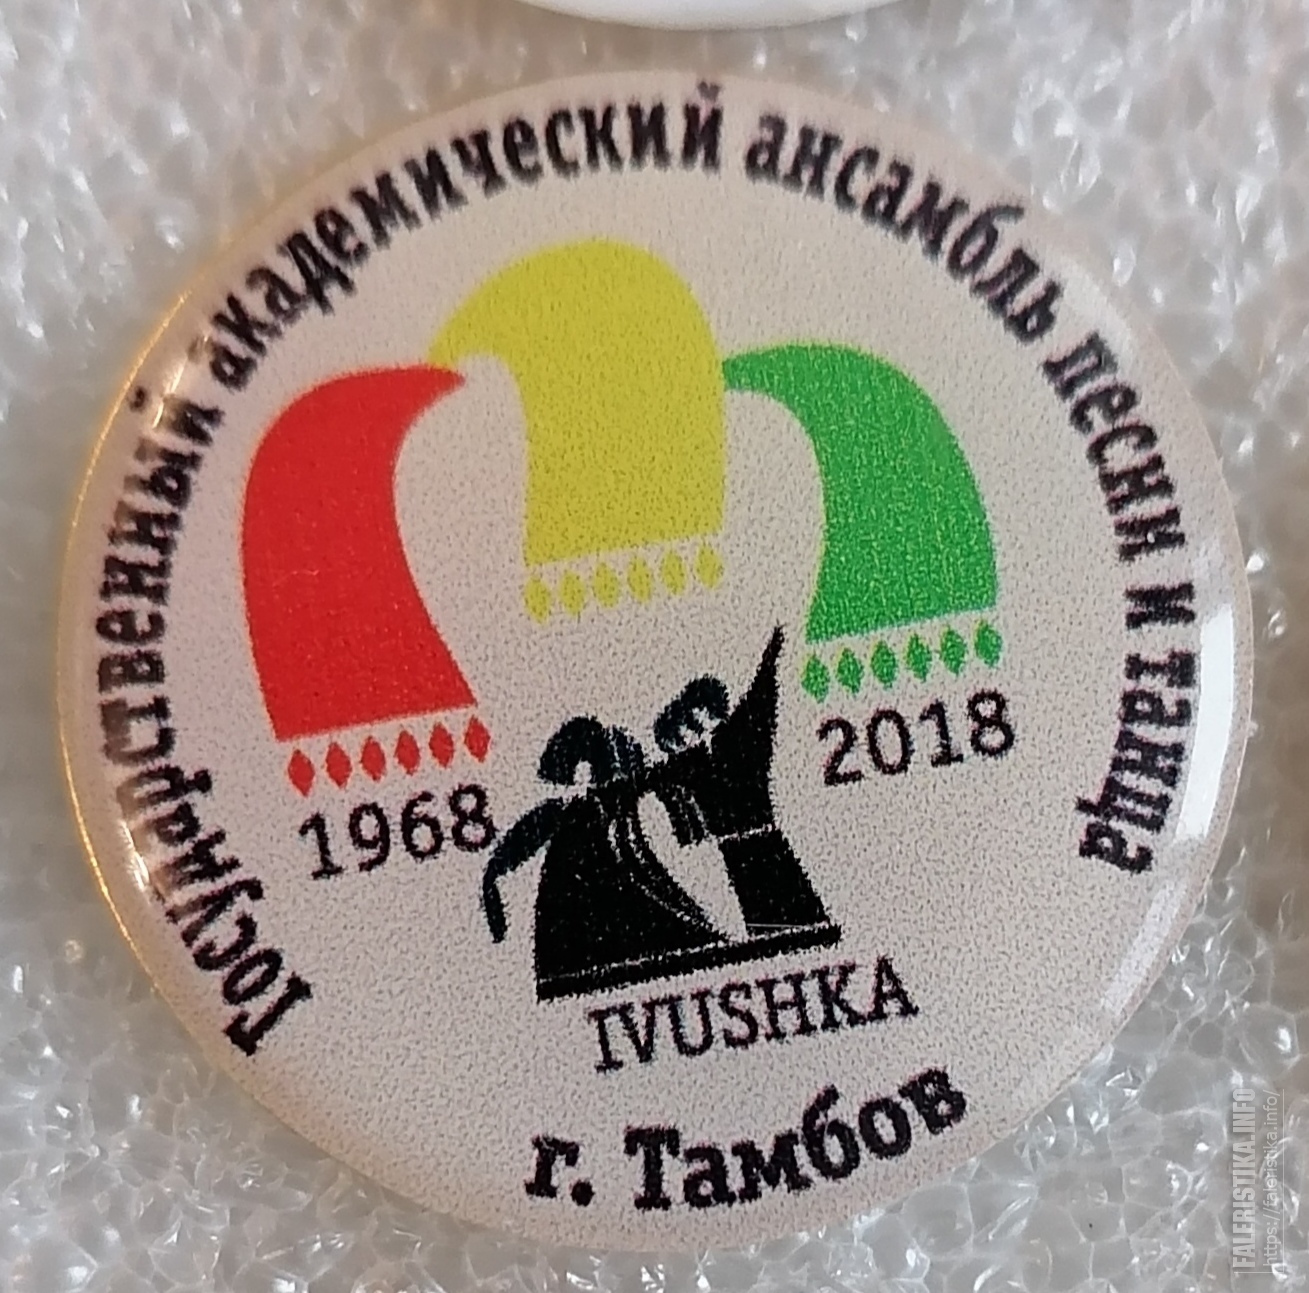 Государственный академический ансамбль песни и танца
1968
2018
IVUSHKA
г. Тамбов
FALERISTIKA.INFO
https://faleristika.info/